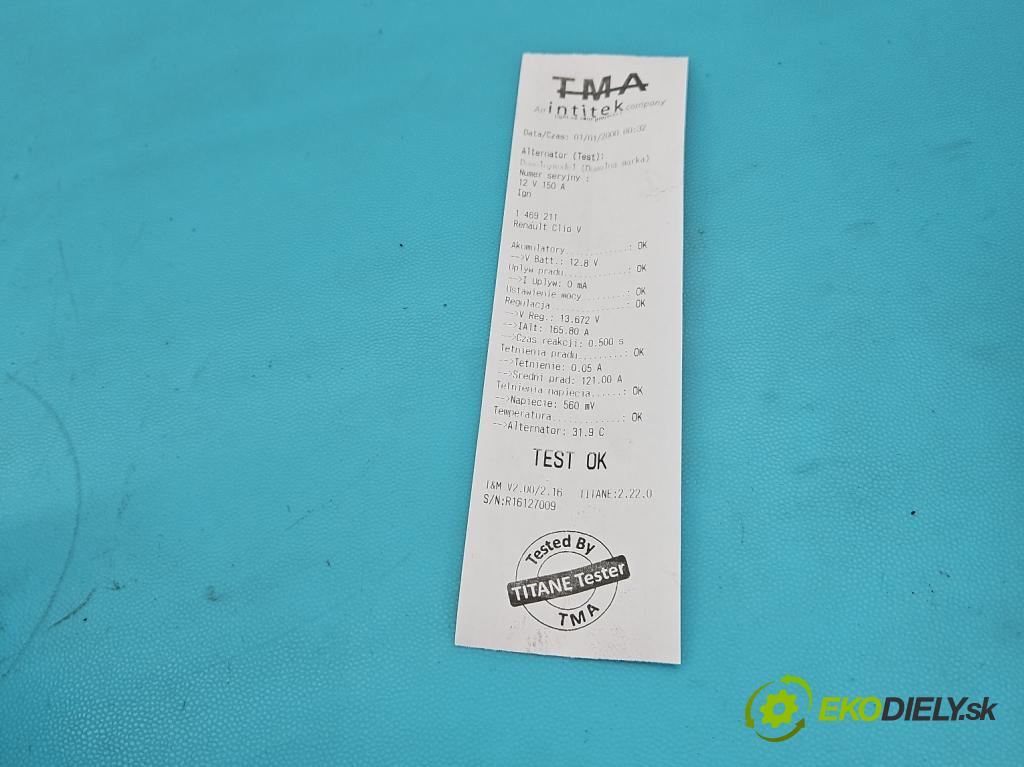 TMA
An intitek company
Data/Czas: 01/01/2000 00:32
Alternator (Test):
(Dowolna marka)
Numer seryjny :
12 V 150 A
Ign
1 469 211
Renault Clio V
Akumulatory..............: OK
-->V Batt.: 12.8 V
Uplyw pradu..............: OK
-->I Uplyw: 0 mA
Ustawienie mocy.........: OK
Regulacja................: OK
-->V Reg.: 13.672 V
-->IAlt: 165.80 A
-->Czas reakcji: 0.500 s
Tetnienia pradu.........: OK
-->Tetnienie: 0.05 A
-->Sredni prad: 121.00 A
Tetnienia napiecia......: OK
-->Napiecie: 560 mV
Temperatura..............: OK
-->Alternator: 31.9 C
TEST OK
T&M V2.00/2.16 TITANE:2.22.0
S/N:R16127009
Tested By
TITANE Tester
TMA
EKODIELY.sk